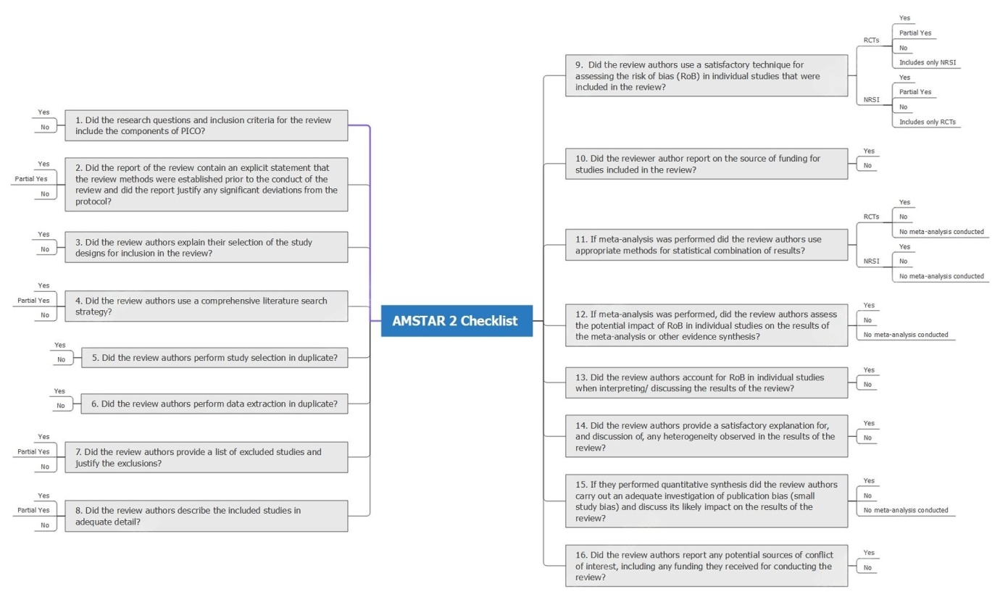 AMSTAR 2 Checklist
Yes
No
1. Did the research questions and inclusion criteria for the review
include the components of PICO?
Yes
Partial Yes
No
2. Did the report of the review contain an explicit statement that
the review methods were established prior to the conduct of the
review and did the report justify any significant deviations from the
protocol?
Yes
No
3. Did the review authors explain their selection of the study
designs for inclusion in the review?
Yes
Partial Yes
No
4. Did the review authors use a comprehensive literature search
strategy?
Yes
No
5. Did the review authors perform study selection in duplicate?
Yes
No
6. Did the review authors perform data extraction in duplicate?
Yes
Partial Yes
No
7. Did the review authors provide a list of excluded studies and
justify the exclusions?
Yes
Partial Yes
No
8. Did the review authors describe the included studies in
adequate detail?
9. Did the review authors use a satisfactory technique for
assessing the risk of bias (RoB) in individual studies that were
included in the review?
RCTs
Yes
Partial Yes
No
Includes only NRSI
NRSI
Yes
Partial Yes
No
Includes only RCTs
10. Did the reviewer author report on the source of funding for
studies included in the review?
Yes
No
11. If meta-analysis was performed did the review authors use
appropriate methods for statistical combination of results?
RCTs
Yes
No
No meta-analysis conducted
NRSI
Yes
No
No meta-analysis conducted
12. If meta-analysis was performed, did the review authors assess
the potential impact of RoB in individual studies on the results of
the meta-analysis or other evidence synthesis?
Yes
No
No meta-analysis conducted
13. Did the review authors account for RoB in individual studies
when interpreting/ discussing the results of the review?
Yes
No
14. Did the review authors provide a satisfactory explanation for,
and discussion of, any heterogeneity observed in the results of the
review?
Yes
No
15. If they performed quantitative synthesis did the review authors
carry out an adequate investigation of publication bias (small
study bias) and discuss its likely impact on the results of the
review?
Yes
No
No meta-analysis conducted
16. Did the review authors report any potential sources of conflict
of interest, including any funding they received for conducting the
review?
Yes
No